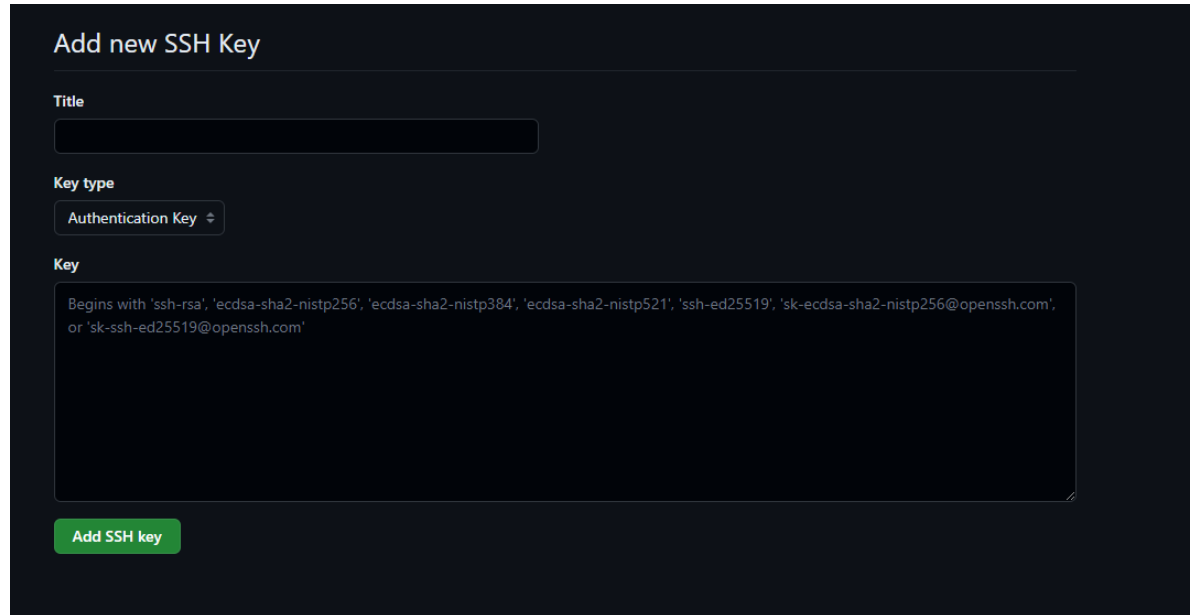 Add new SSH Key
Title
Key type
Authentication Key
Key
Begins with 'ssh-rsa', 'ecdsa-sha2-nistp256', 'ecdsa-sha2-nistp384', 'ecdsa-sha2-nistp521', 'ssh-ed25519', 'sk-ecdsa-sha2-nistp256@openssh.com',
or 'sk-ssh-ed25519@openssh.com'
Add SSH key